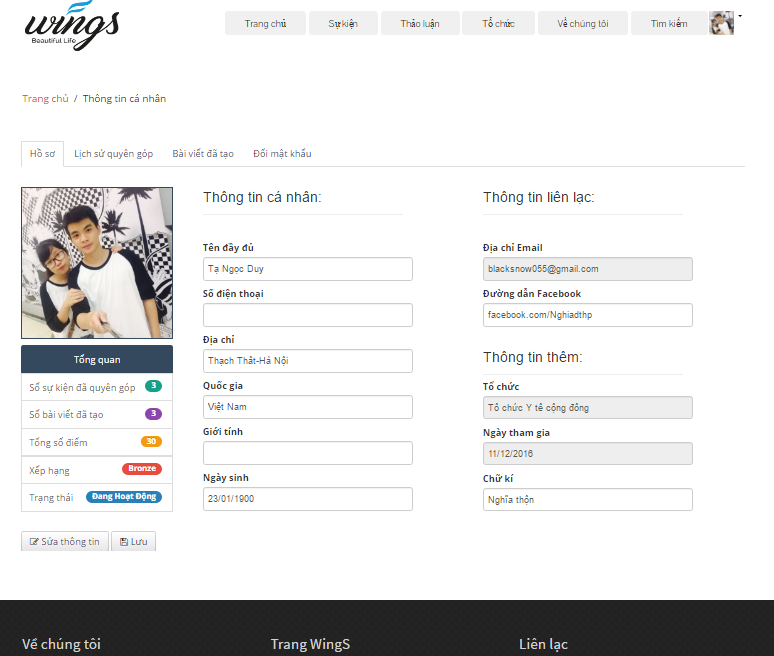 wings
Beautiful Life
Trang chủ Sự kiện Thảo luận Tổ chức Về chúng tôi Tìm kiếm
Trang chủ / Thông tin cá nhân
Hồ sơ Lịch sử quyên góp Bài viết đã tạo Đổi mật khẩu
Thông tin cá nhân:
Tên đầy đủ
Tạ Ngọc Duy
Số điện thoại
Địa chỉ
Thạch Thất-Hà Nội
Quốc gia
Việt Nam
Giới tính
Ngày sinh
23/01/1900
Thông tin liên lạc:
Địa chỉ Email
blacksnow055@gmail.com
Đường dẫn Facebook
facebook.com/Nghiadthp
Thông tin thêm:
Tổ chức
Tổ chức Y tế cộng đồng
Ngày tham gia
11/12/2016
Chữ kí
Nghĩa thộn
Tổng quan
Số sự kiện đã quyên góp 3
Số bài viết đã tạo 3
Tổng số điểm 30
Xếp hạng Bronze
Trạng thái Đang Hoạt Động
Sửa thông tin Lưu
Về chúng tôi Trang WingS Liên lạc